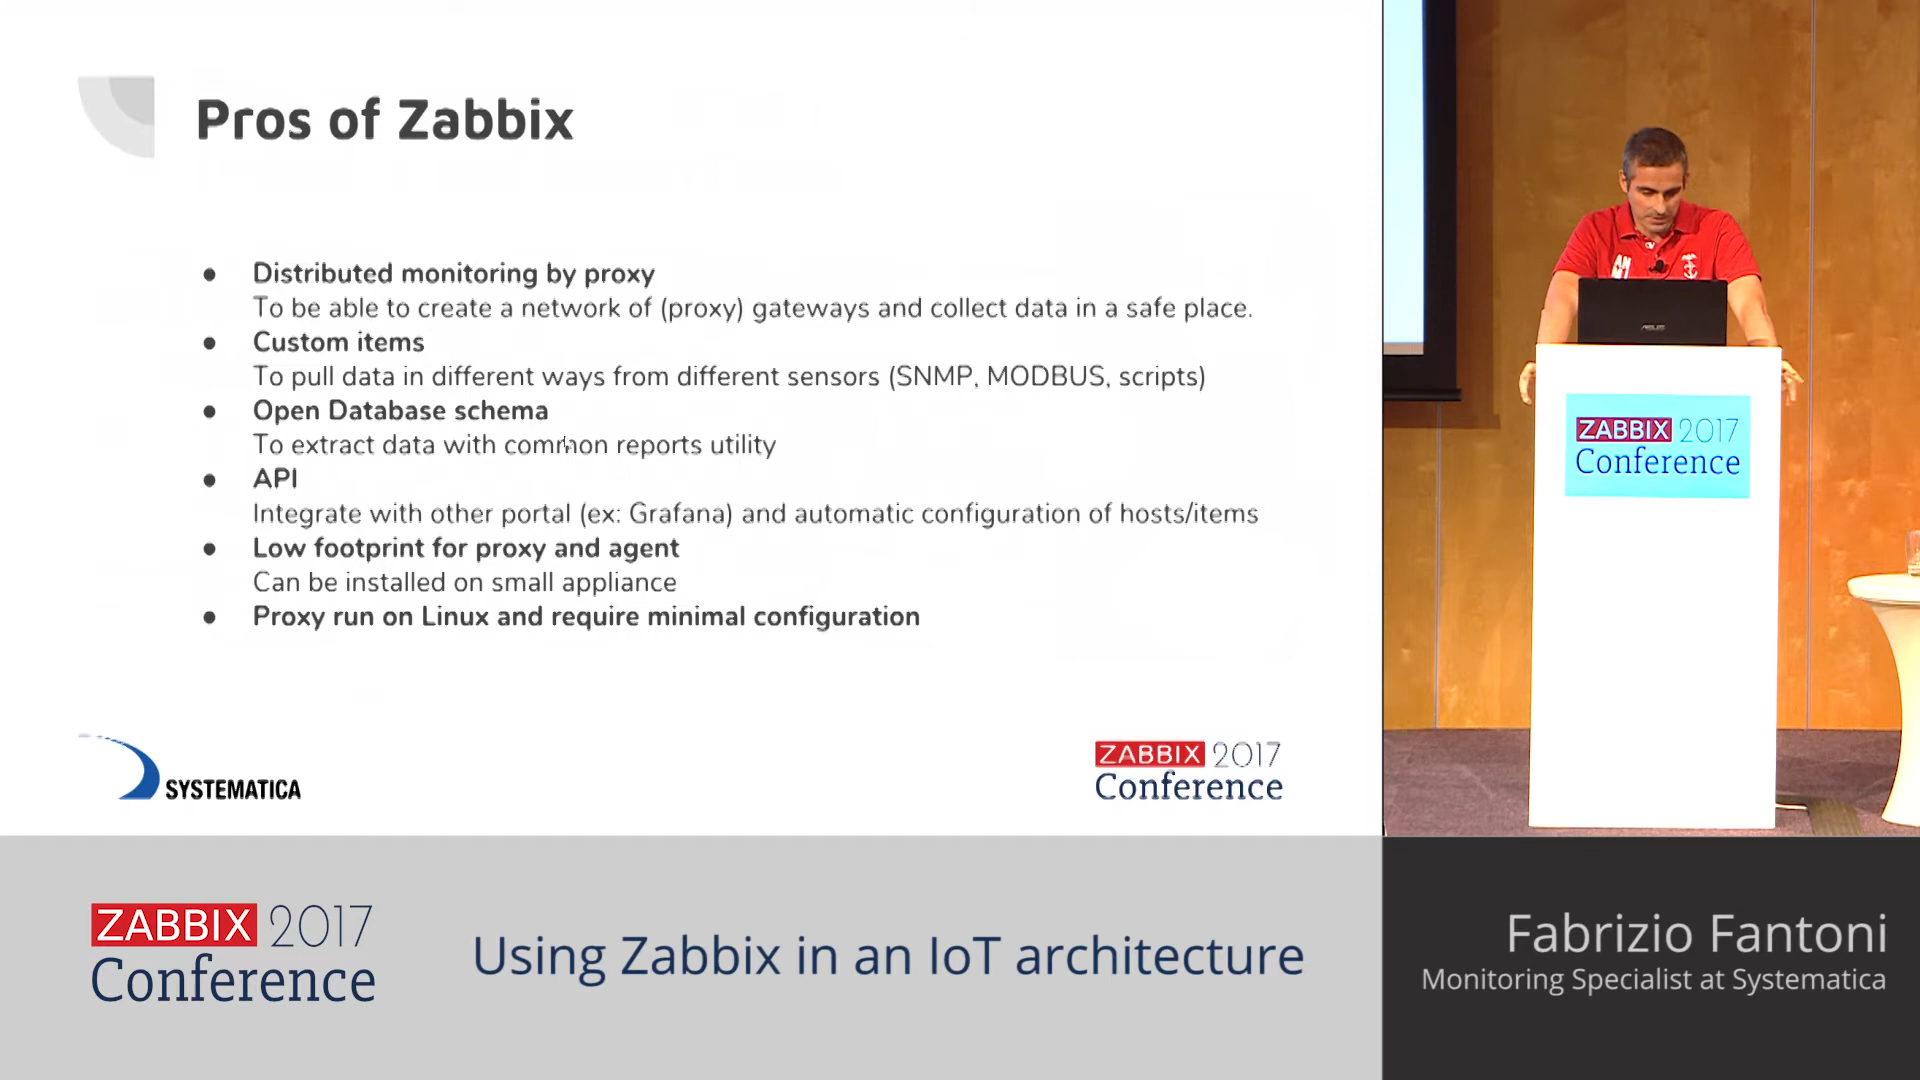 Pros of Zabbix
● Distributed monitoring by proxy
To be able to create a network of (proxy) gateways and collect data in a safe place.
● Custom items
To pull data in different ways from different sensors (SNMP, MODBUS, scripts)
● Open Database schema
To extract data with common reports utility
● API
Integrate with other portal (ex: Grafana) and automatic configuration of hosts/items
● Low footprint for proxy and agent
Can be installed on small appliance
● Proxy run on Linux and require minimal configuration
SYSTEMATICA
ZABBIX 2017
Conference
ASUS
ZABBIX 2017
Conference
ZABBIX 2017
Conference
Using Zabbix in an IoT architecture
Fabrizio Fantoni
Monitoring Specialist at Systematica